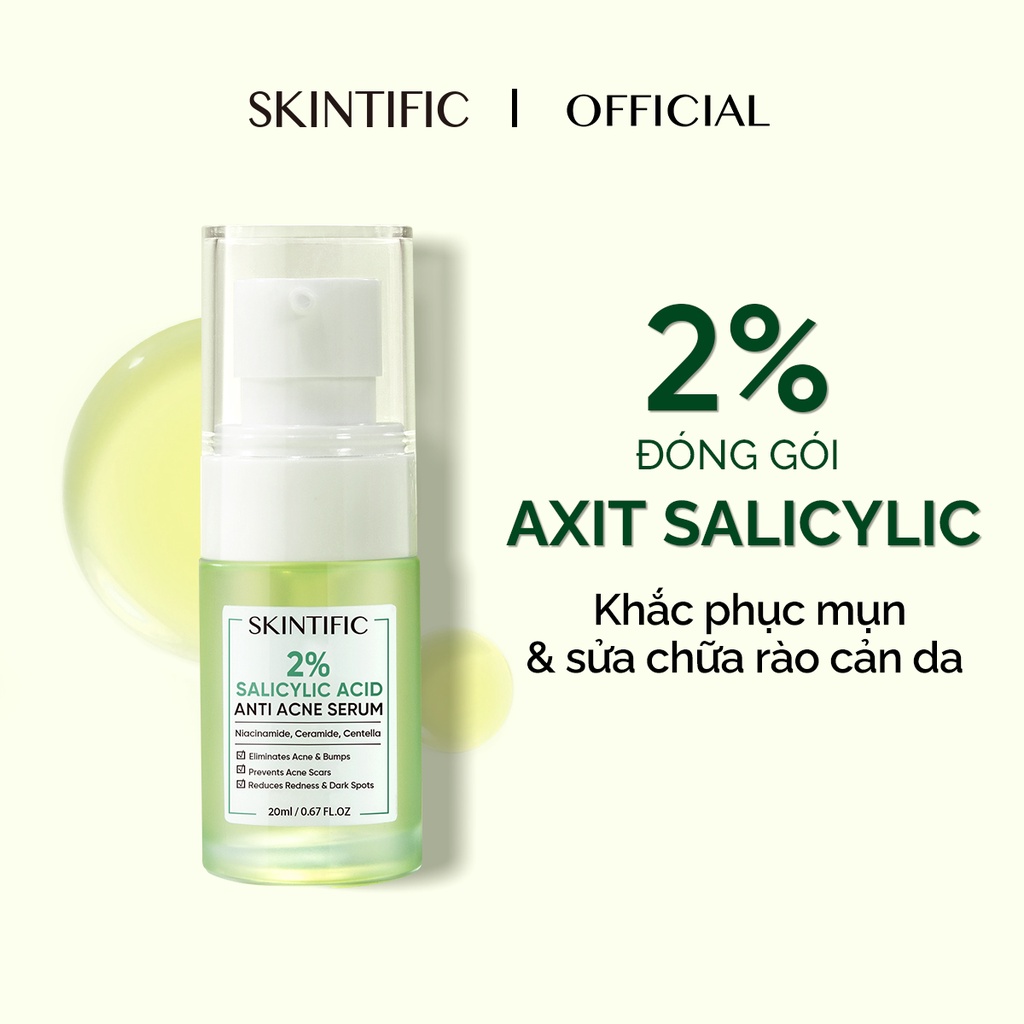 SKINTIFIC | OFFICIAL
2%
ĐÓNG GÓI
AXIT SALICYLIC
Khắc phục mụn
& sửa chữa rào cản da
SKINTIFIC
2%
SALICYLIC ACID
ANTI ACNE SERUM
Niacinamide, Ceramide, Centella
Eliminates Acne & Bumps
Prevents Acne Scars
Reduces Redness & Dark Spots
20ml / 0.67 FL.OZ